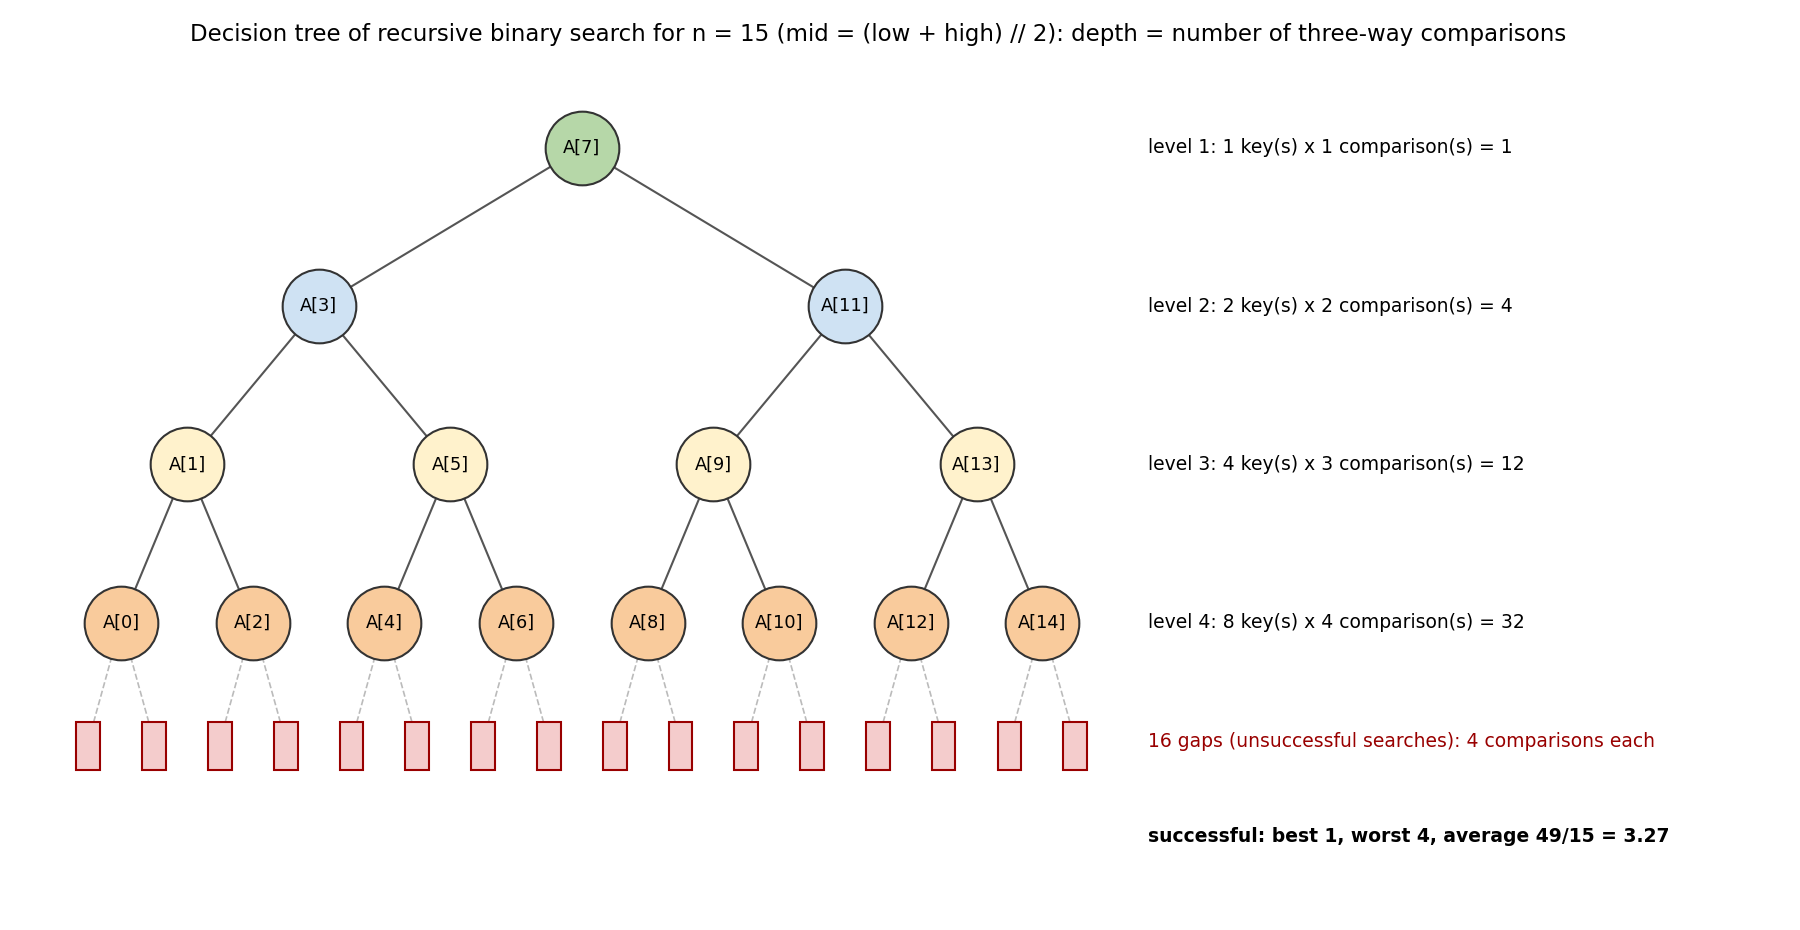 Decision tree of recursive binary search for n = 15 (mid = (low + high) // 2): depth = number of three-way comparisons
A[7]
level 1: 1 key(s) x 1 comparison(s) = 1
A[3]
A[11]
level 2: 2 key(s) x 2 comparison(s) = 4
A[1]
A[5]
A[9]
A[13]
level 3: 4 key(s) x 3 comparison(s) = 12
A[0]
A[2]
A[4]
A[6]
A[8]
A[10]
A[12]
A[14]
level 4: 8 key(s) x 4 comparison(s) = 32
16 gaps (unsuccessful searches): 4 comparisons each
successful: best 1, worst 4, average 49/15 = 3.27